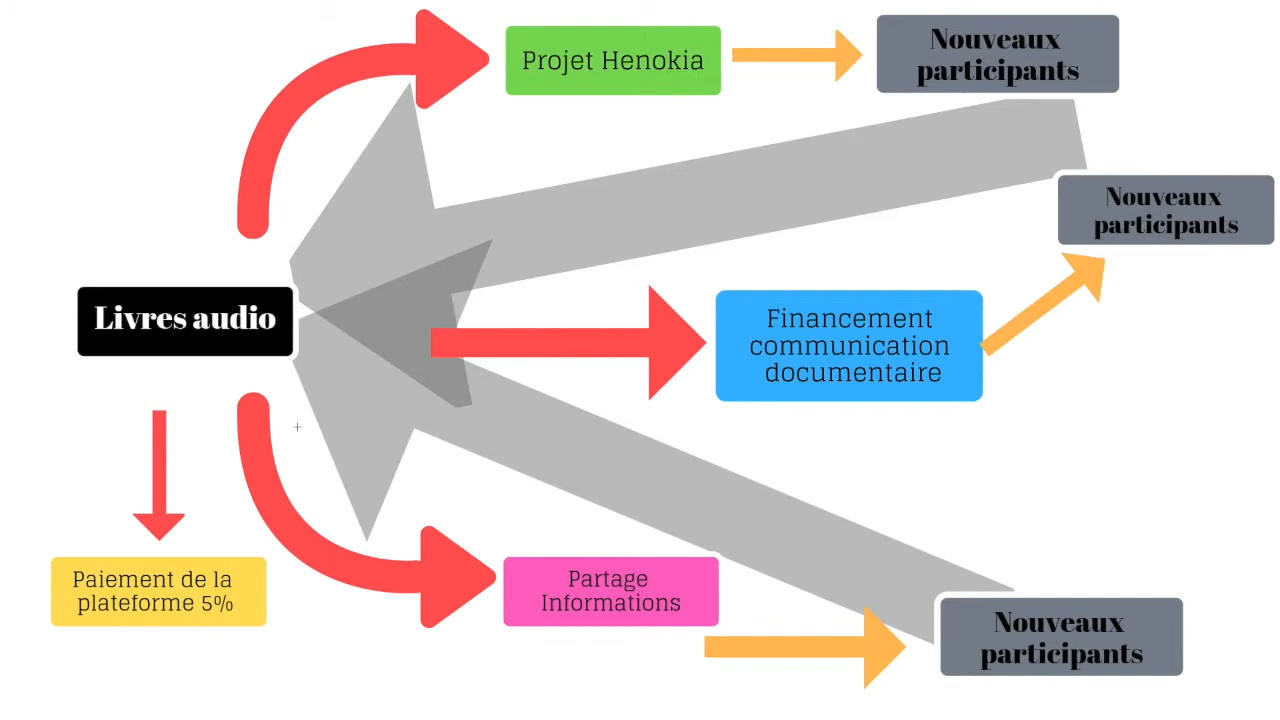 Projet Henokia
Nouveaux
participants
Nouveaux
participants
Livres audio
Financement
communication
documentaire
Paiement de la
plateforme 5%
Partage
Informations
Nouveaux
participants